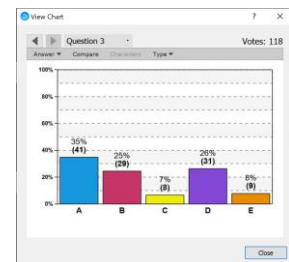 View Chart
Question 3
Votes: 118
Answer
Compare
Characters
Type
100%
80%
60%
40%
20%
0%
35%
(41)
25%
(29)
7%
(8)
26%
(31)
8%
(9)
A B C D E
Close